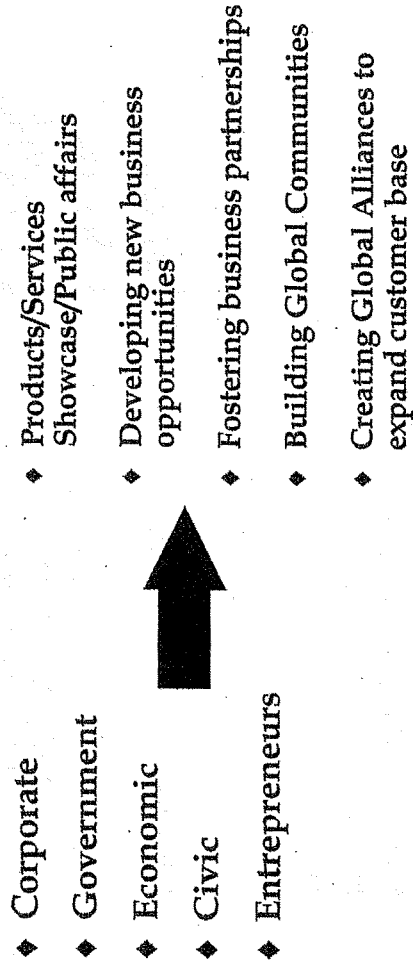 ◆ Corporate
◆ Government
◆ Economic
◆ Civic
◆ Entrepreneurs
◆ Products/Services
Showcase/Public affairs
◆ Developing new business
opportunities
◆ Fostering business partnerships
◆ Building Global Communities
◆ Creating Global Alliances to
expand customer base